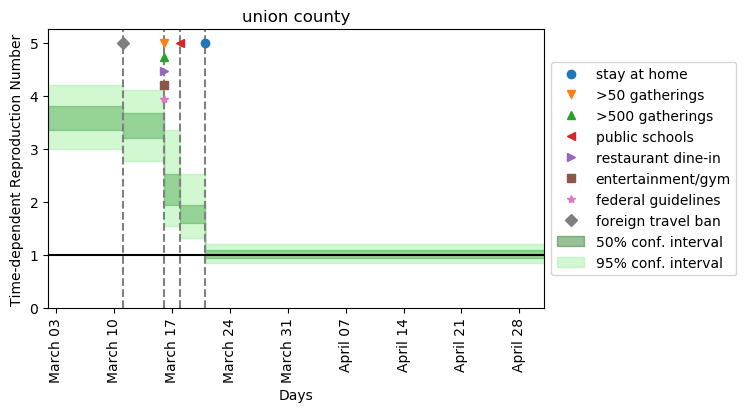 union county
Time-dependent Reproduction Number
5
4
3
2
1
0
March 03
March 10
March 17
March 24
March 31
April 07
April 14
April 21
April 28
Days
stay at home
>50 gatherings
>500 gatherings
public schools
restaurant dine-in
entertainment/gym
federal guidelines
foreign travel ban
50% conf. interval
95% conf. interval